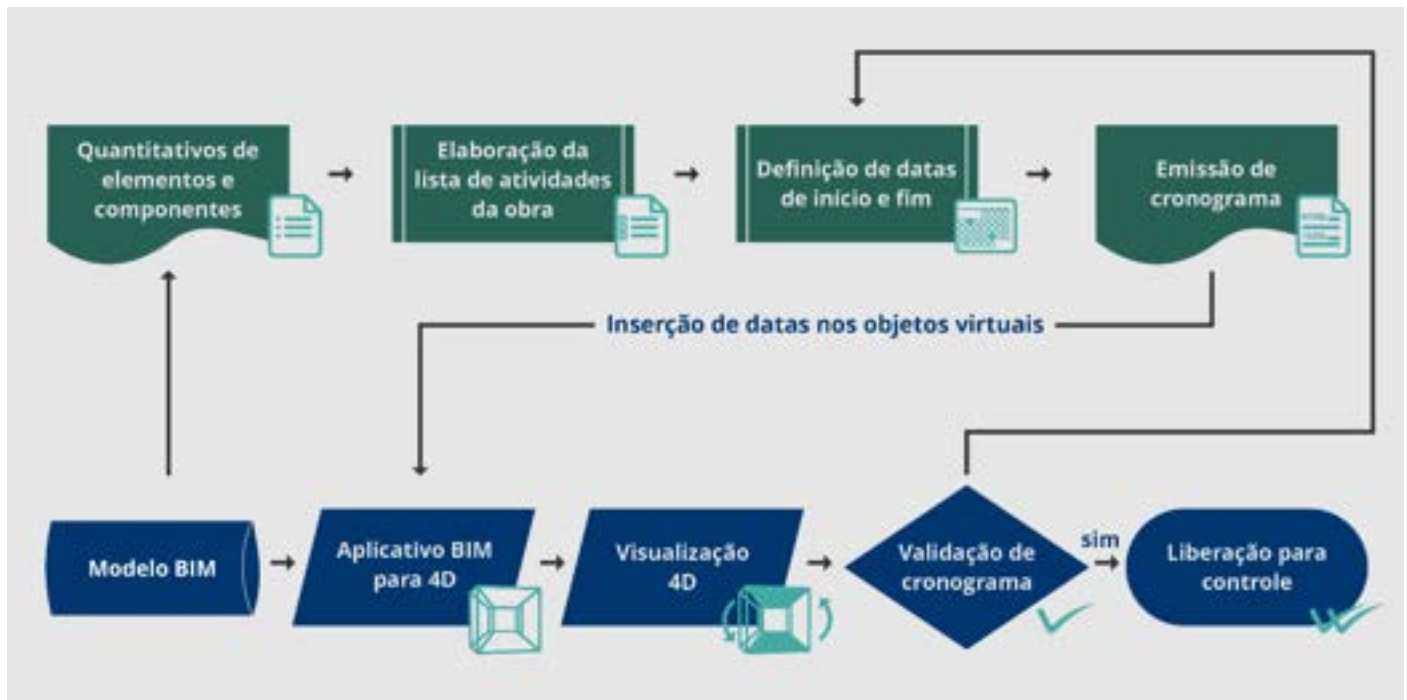 Quantitativos de
elementos e
componentes
Elaboração da
lista de atividades
da obra
Definição de datas
de início e fim
Emissão de
cronograma
Inserção de datas nos objetos virtuais
Modelo BIM
Aplicativo BIM
para 4D
Visualização
4D
Validação de
cronograma
sim
Liberação para
controle